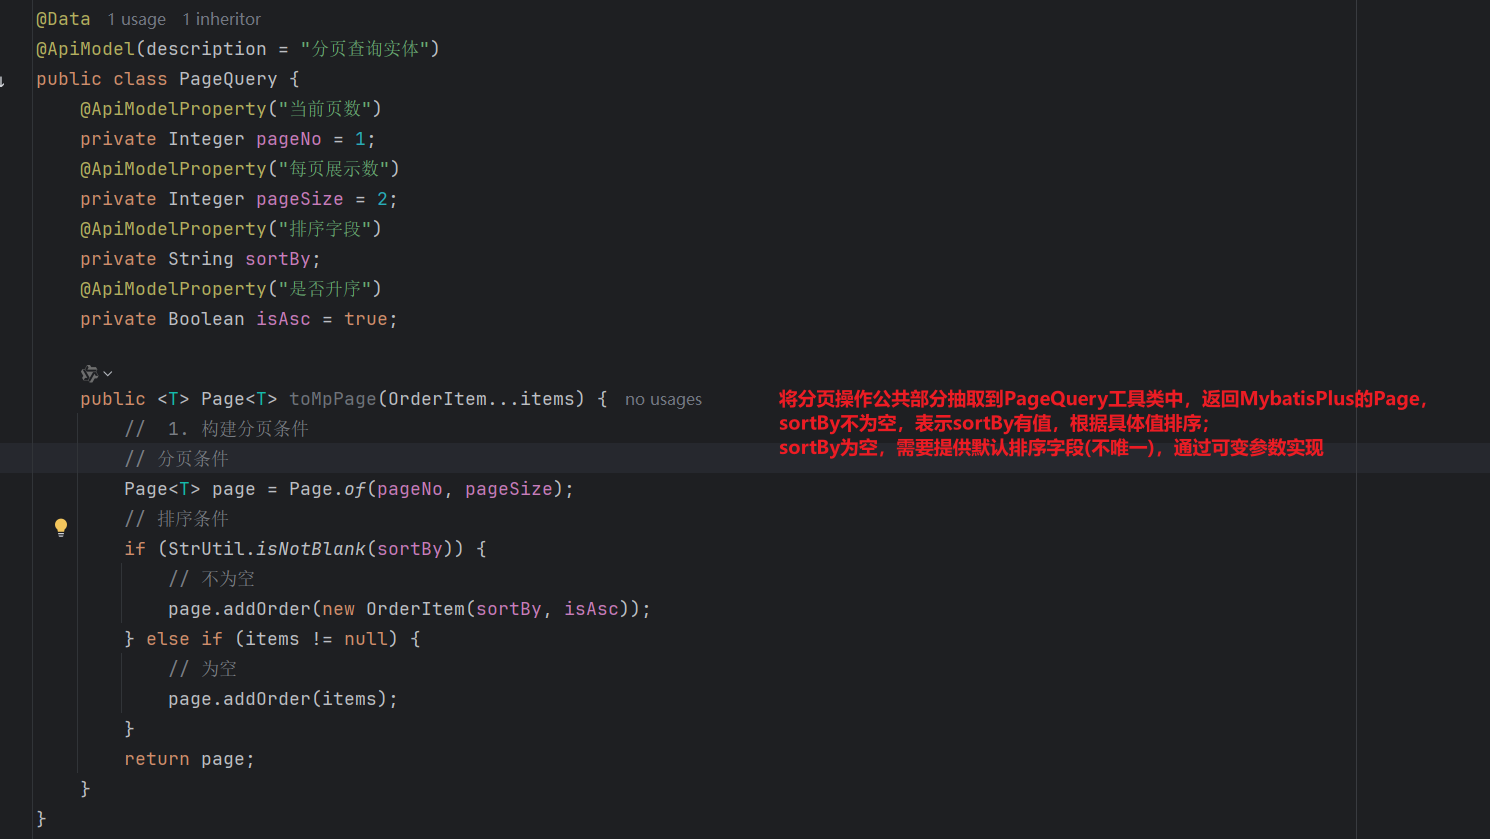 @Data 1 usage 1 inheritor
@ApiModel(description = "分页查询实体")
public class PageQuery {
@ApiModelProperty("当前页数")
private Integer pageNo = 1;
@ApiModelProperty("每页展示数")
private Integer pageSize = 2;
@ApiModelProperty("排序字段")
private String sortBy;
@ApiModelProperty("是否升序")
private Boolean isAsc = true;
public <T> Page<T> toMpPage(OrderItem...items) { no usages
将分页操作公共部分抽取到PageQuery工具类中，返回MybatisPlus的Page，
sortBy不为空，表示sortBy有值，根据具体值排序；
sortBy为空，需要提供默认排序字段(不唯一)，通过可变参数实现
// 1. 构建分页条件
// 分页条件
Page<T> page = Page.of(pageNo, pageSize);
// 排序条件
if (StrUtil.isNotBlank(sortBy)) {
// 不为空
page.addOrder(new OrderItem(sortBy, isAsc));
} else if (items != null) {
// 为空
page.addOrder(items);
}
return page;
}
}